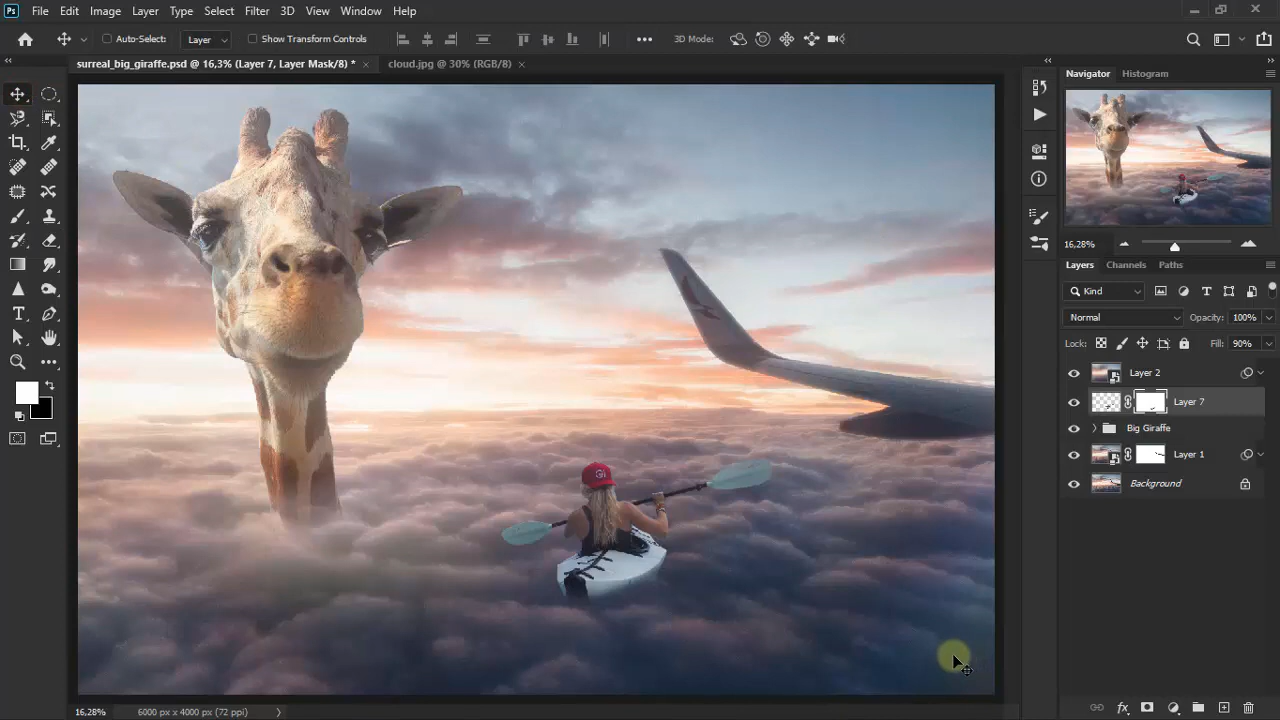 Ps File Edit Image Layer Type Select Filter 3D View Window Help
Auto-Select: Layer Show Transform Controls 3D Mode:
surreal_big_giraffe.psd @ 16,3% (Layer 7, Layer Mask/8) * cloud.jpg @ 30% (RGB/8)
Navigator Histogram
16,28%
Layers Channels Paths
Kind
Normal Opacity: 100%
Lock: Fill: 90%
Layer 2
Layer 7
Big Giraffe
Layer 1
Background
16,28% 6000 px x 4000 px (72 ppi)